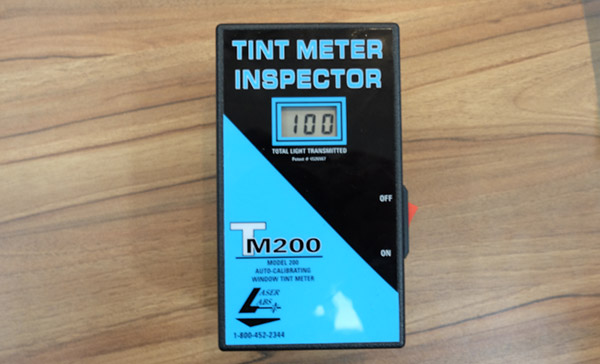 TINT METER
INSPECTOR
100
TOTAL LIGHT TRANSMITTED
OFF
ON
TM200
MODEL 200
AUTO-CALIBRATING
WINDOW TINT METER
LASER
LABS
1-800-452-2344